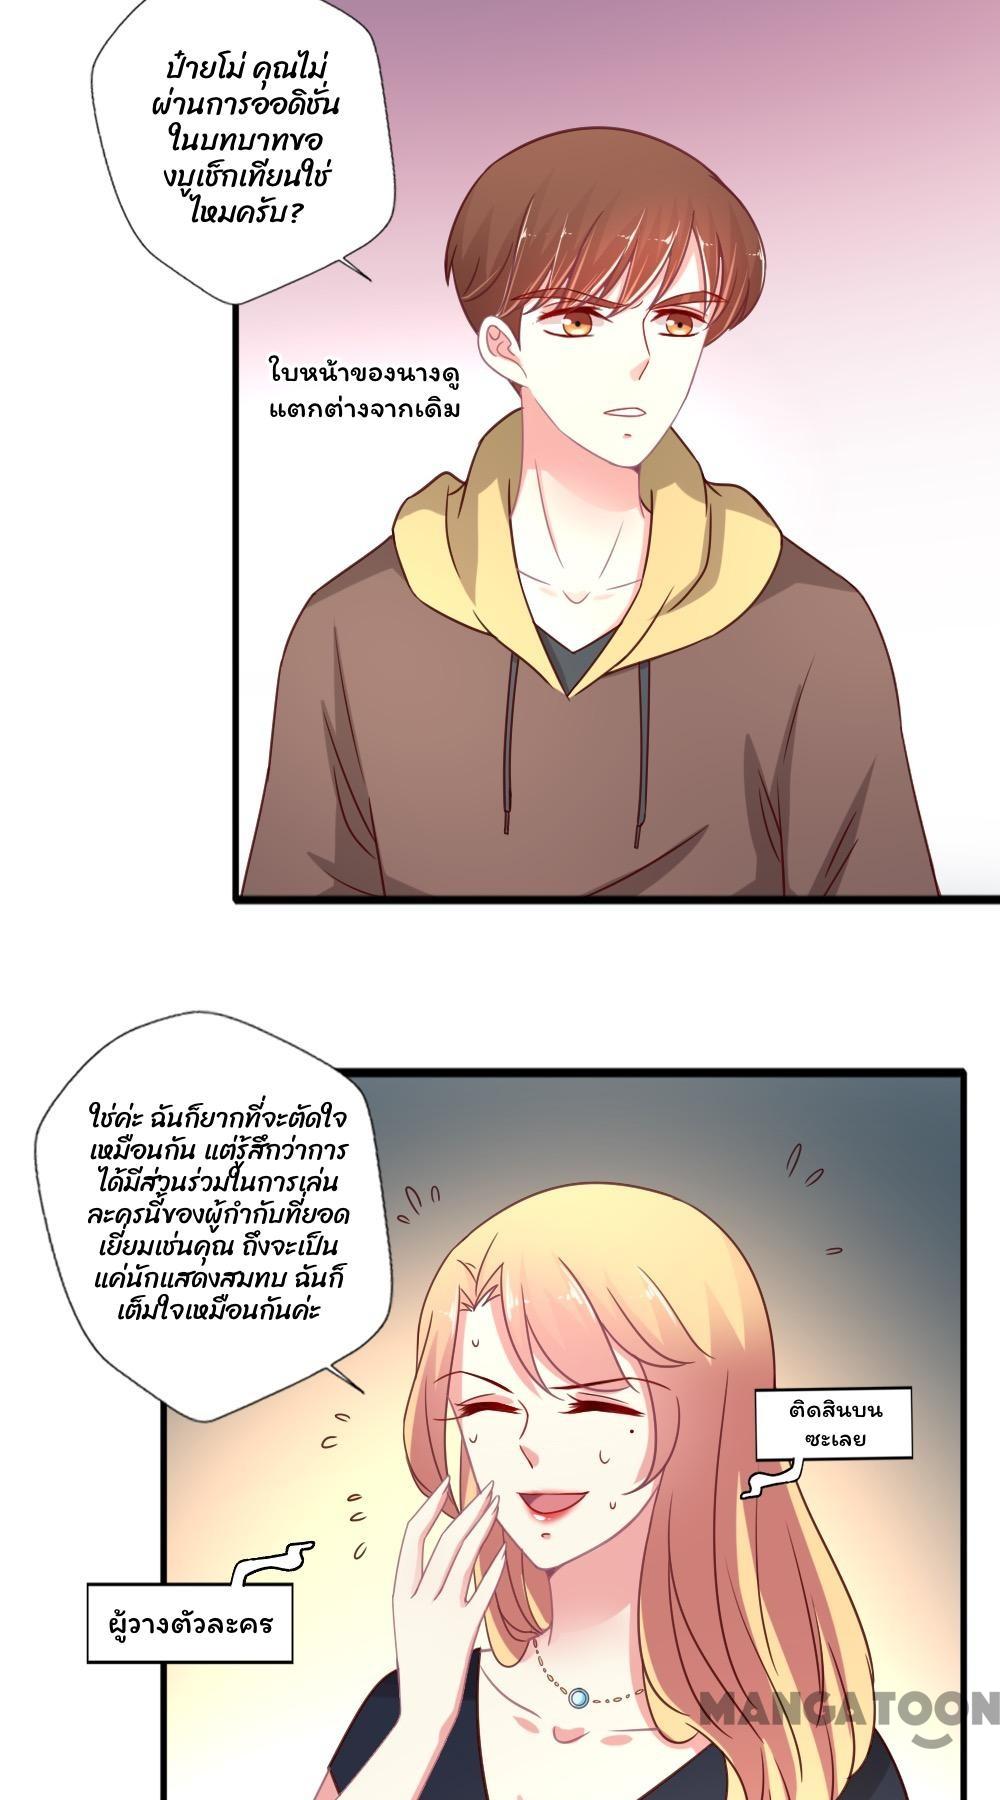 ป๋ายโม่ คุณไม่
ผ่านการออดิชั่น
ในบทบาทขอ
งบูเช็กเทียนใช่
ไหมครับ?
ใบหน้าของนางดู
แตกต่างจากเดิม
ใช่ค่ะ ฉันก็ยากที่จะตัดใจ
เหมือนกัน แต่รู้สึกว่าการ
ได้มีส่วนร่วมในการเล่น
ละครนี้ของผู้กำกับที่ยอด
เยี่ยมเช่นคุณ ถึงจะเป็น
แค่นักแสดงสมทบ ฉันก็
เต็มใจเหมือนกันค่ะ
ติดสินบน
ซะเลย
ผู้วางตัวละคร
MANGATOON